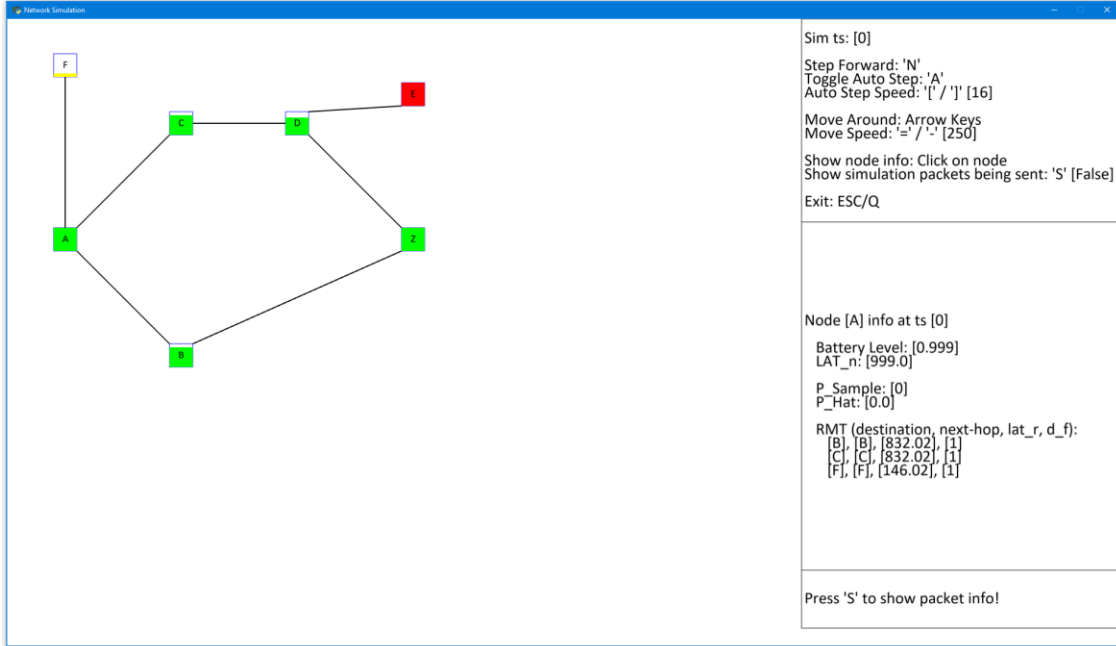 Network Simulation
F
E
C
D
A
Z
B
Sim ts: [0]
Step Forward: 'N'
Toggle Auto Step: 'A'
Auto Step Speed: '[' / ']' [16]
Move Around: Arrow Keys
Move Speed: '=' / '-' [250]
Show node info: Click on node
Show simulation packets being sent: 'S' [False]
Exit: ESC/Q
Node [A] info at ts [0]
Battery Level: [0.999]
LAT_n: [999.0]
P_Sample: [0]
P_Hat: [0.0]
RMT (destination, next-hop, lat_r, d_f):
[B], [B], [832.02], [1]
[C], [C], [832.02], [1]
[F], [F], [146.02], [1]
Press 'S' to show packet info!